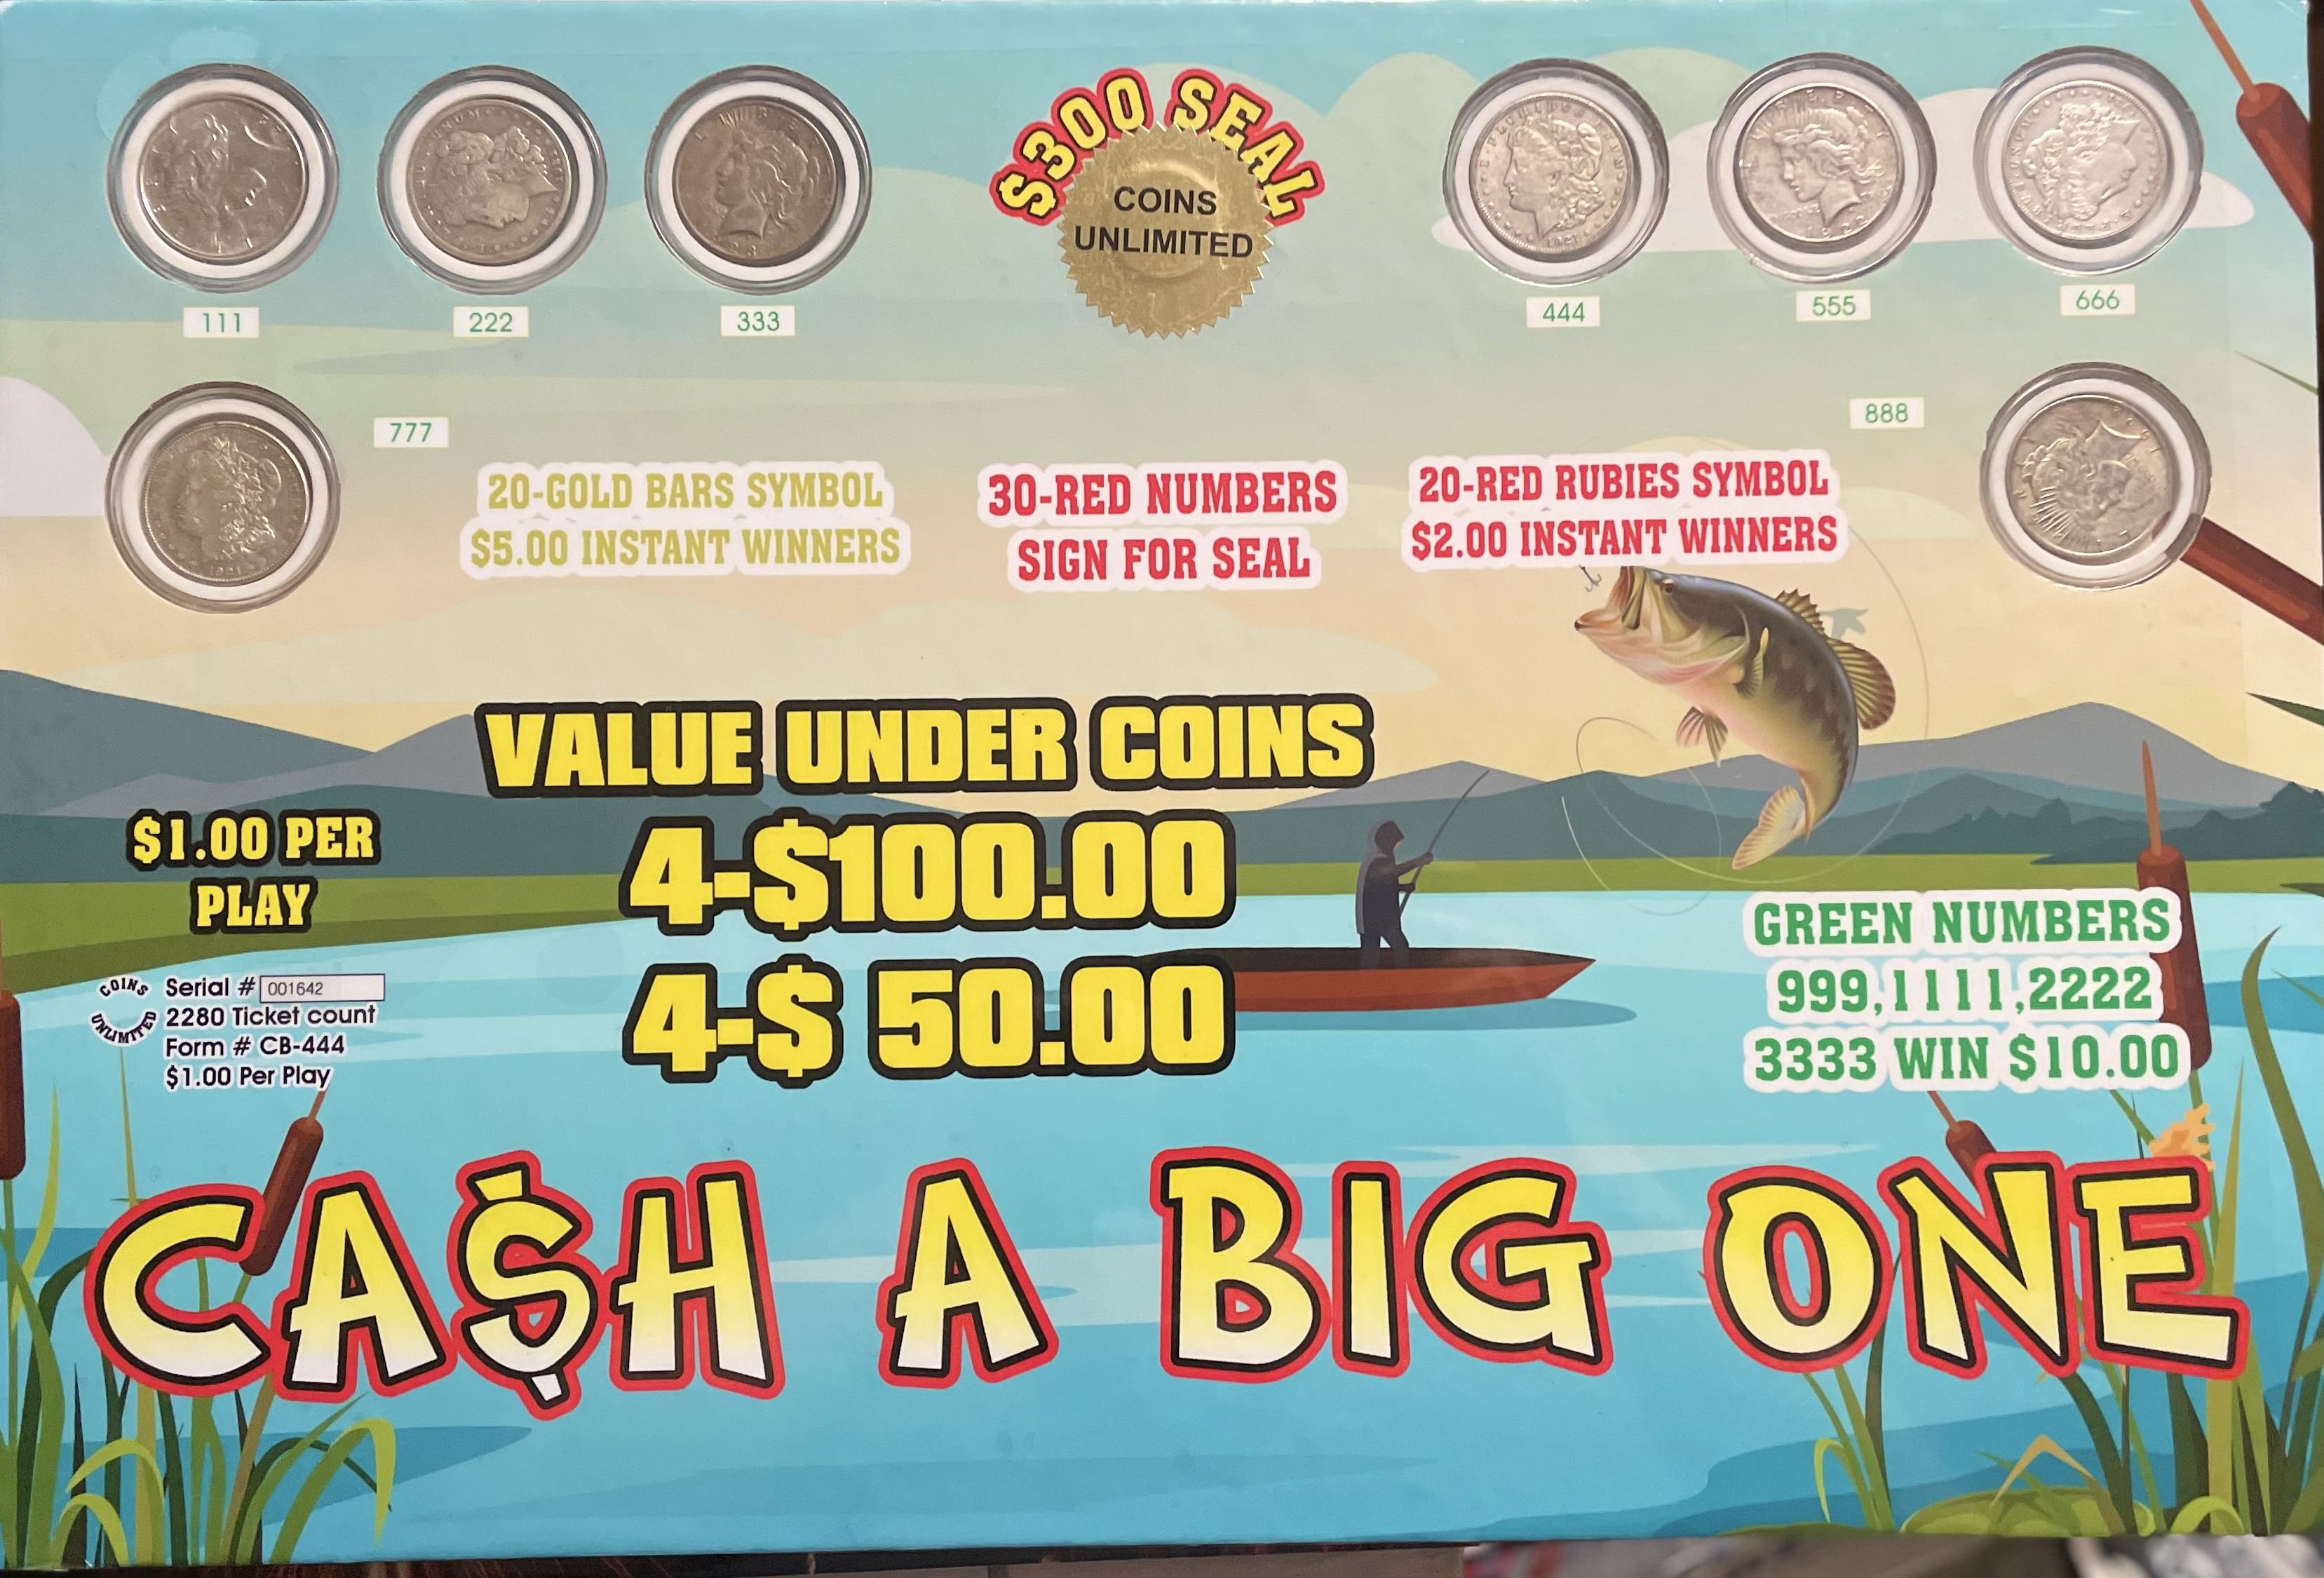 $300 SEAL
COINS
UNLIMITED
111
222
333
444
555
666
777
888
20-GOLD BARS SYMBOL
$5.00 INSTANT WINNERS
30-RED NUMBERS
SIGN FOR SEAL
20-RED RUBIES SYMBOL
$2.00 INSTANT WINNERS
VALUE UNDER COINS
4-$100.00
4-$ 50.00
$1.00 PER
PLAY
COINS
UNLIMITED
Serial # 001642
2280 Ticket count
Form # CB-444
$1.00 Per Play
GREEN NUMBERS
999,1111,2222
3333 WIN $10.00
CA$H A BIG ONE
1921
1922
1921